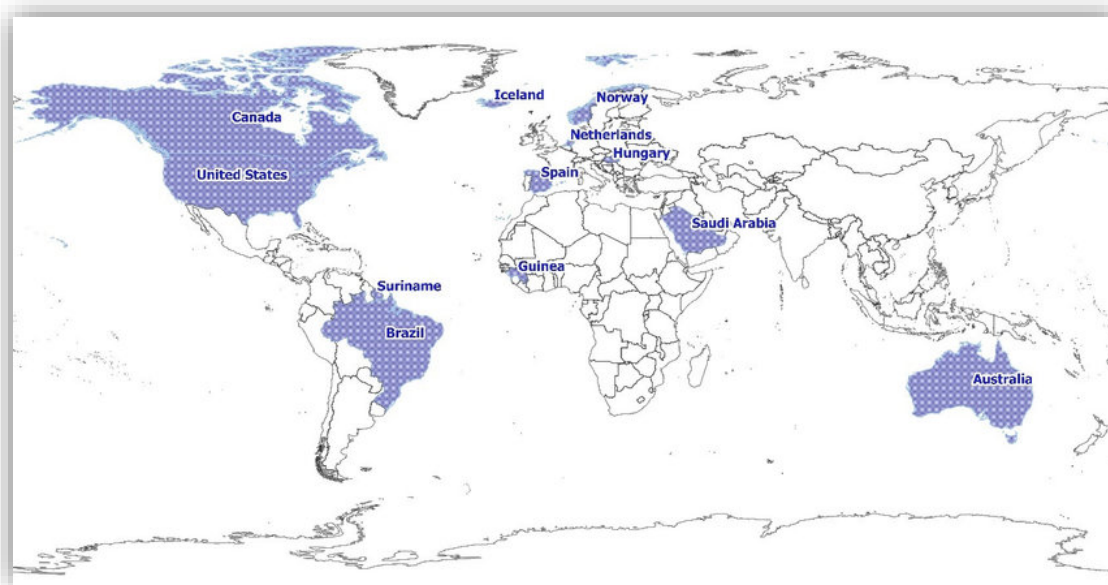 Iceland
Norway
Canada
Netherlands
Hungary
United States
Spain
Saudi Arabia
Guinea
Suriname
Brazil
Australia